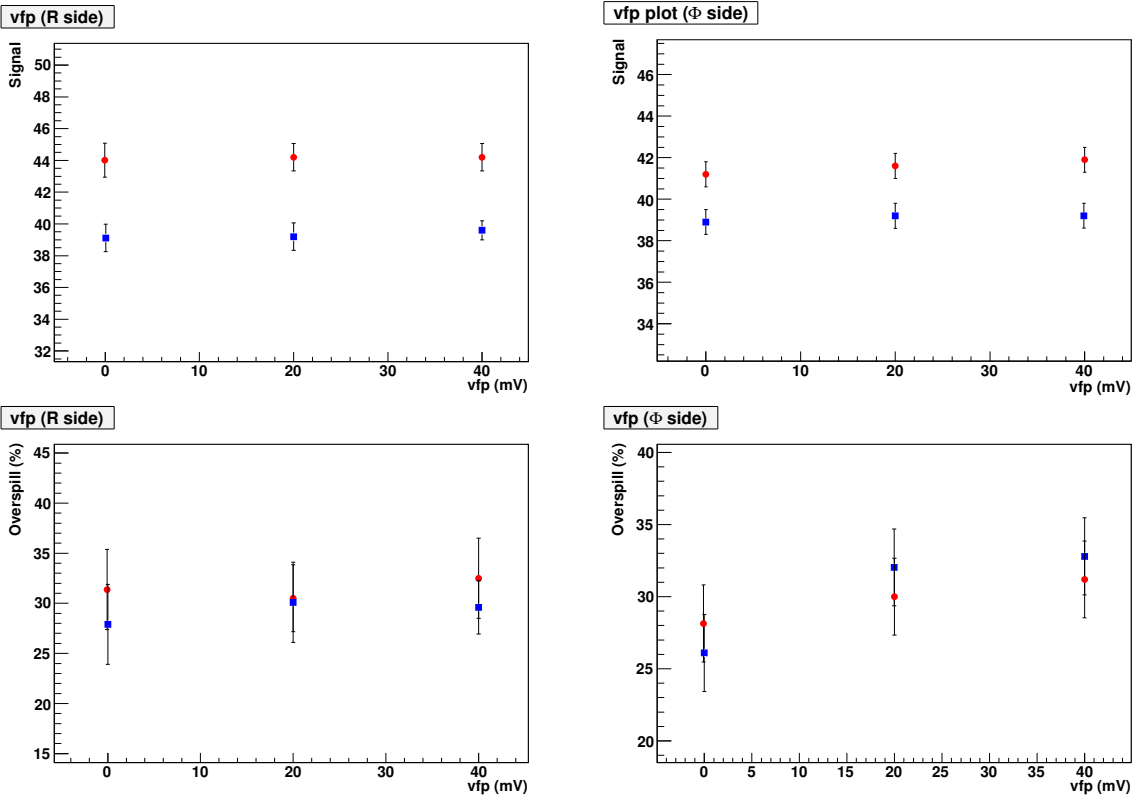 vfp (R side)
Signal
50
48
46
44
42
40
38
36
34
32
0 10 20 30 40
vfp (mV)
vfp plot (Φ side)
Signal
46
44
42
40
38
36
34
0 10 20 30 40
vfp (mV)
vfp (R side)
Overspill (%)
45
40
35
30
25
20
15
0 10 20 30 40
vfp (mV)
vfp (Φ side)
Overspill (%)
40
35
30
25
20
0 5 10 15 20 25 30 35 40
vfp (mV)